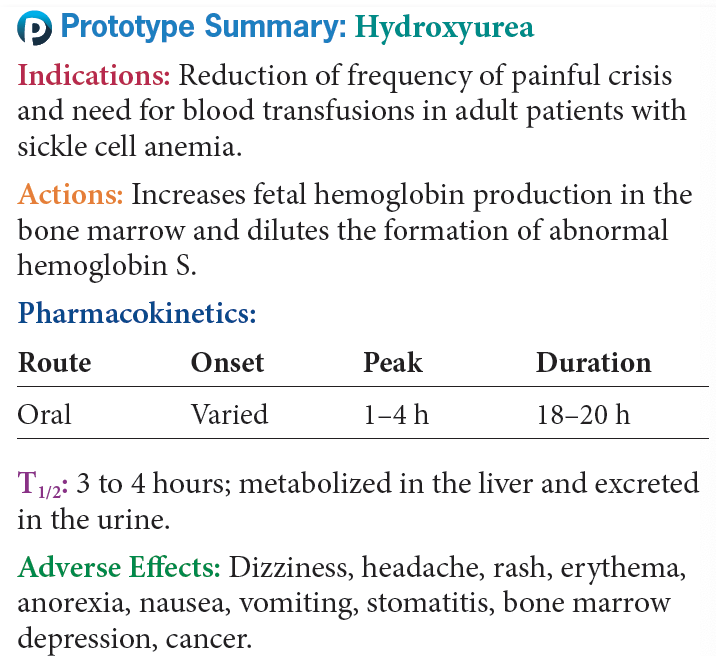 P Prototype Summary: Hydroxyurea
Indications: Reduction of frequency of painful crisis
and need for blood transfusions in adult patients with
sickle cell anemia.
Actions: Increases fetal hemoglobin production in the
bone marrow and dilutes the formation of abnormal
hemoglobin S.
Pharmacokinetics:
Route Onset Peak Duration
Oral Varied 1–4 h 18–20 h
T1/2: 3 to 4 hours; metabolized in the liver and excreted
in the urine.
Adverse Effects: Dizziness, headache, rash, erythema,
anorexia, nausea, vomiting, stomatitis, bone marrow
depression, cancer.